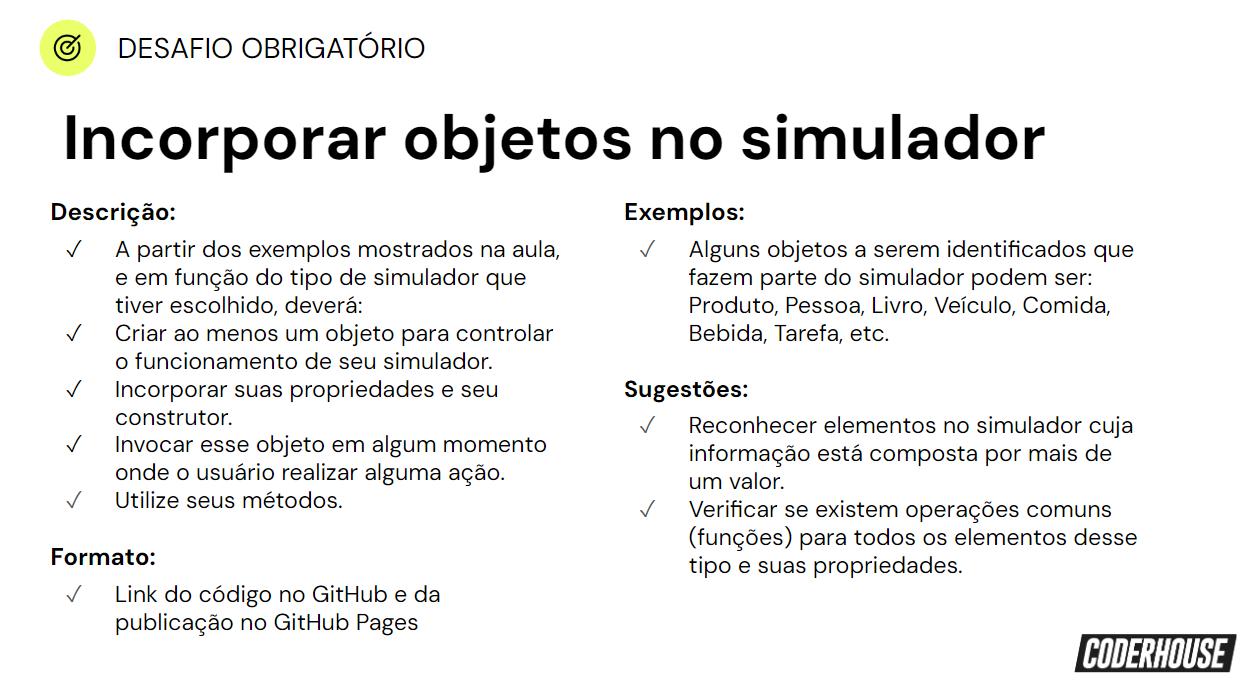 DESAFIO OBRIGATÓRIO
Incorporar objetos no simulador
Descrição:
✓ A partir dos exemplos mostrados na aula,
e em função do tipo de simulador que
tiver escolhido, deverá:
✓ Criar ao menos um objeto para controlar
o funcionamento de seu simulador.
✓ Incorporar suas propriedades e seu
construtor.
✓ Invocar esse objeto em algum momento
onde o usuário realizar alguma ação.
✓ Utilize seus métodos.
Formato:
✓ Link do código no GitHub e da
publicação no GitHub Pages
Exemplos:
✓ Alguns objetos a serem identificados que
fazem parte do simulador podem ser:
Produto, Pessoa, Livro, Veículo, Comida,
Bebida, Tarefa, etc.
Sugestões:
✓ Reconhecer elementos no simulador cuja
informação está composta por mais de
um valor.
✓ Verificar se existem operações comuns
(funções) para todos os elementos desse
tipo e suas propriedades.
CODERHOUSE